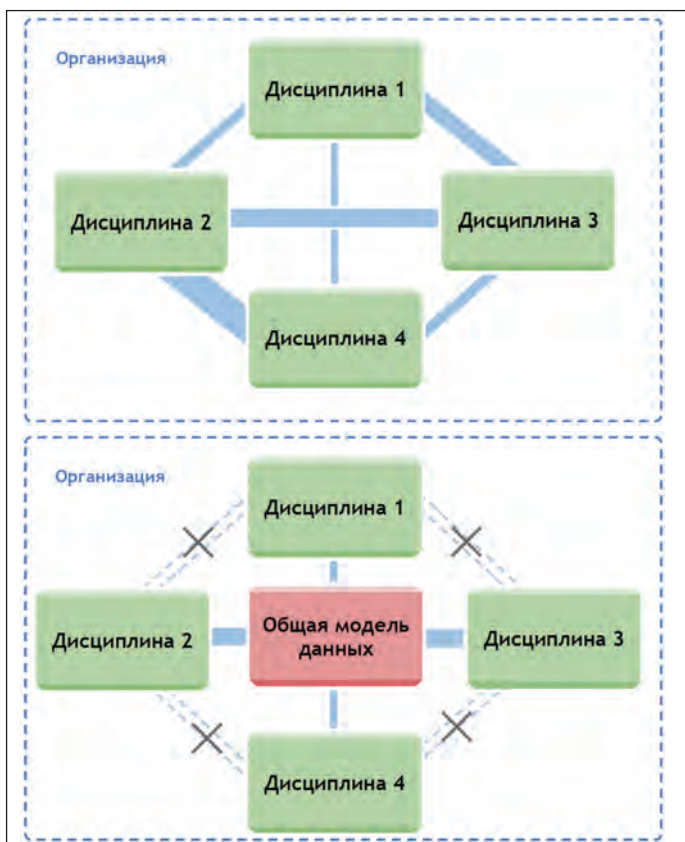 Организация
Дисциплина 1
Дисциплина 2
Дисциплина 3
Дисциплина 4
Организация
Дисциплина 1
Дисциплина 2
Общая модель
данных
Дисциплина 3
Дисциплина 4